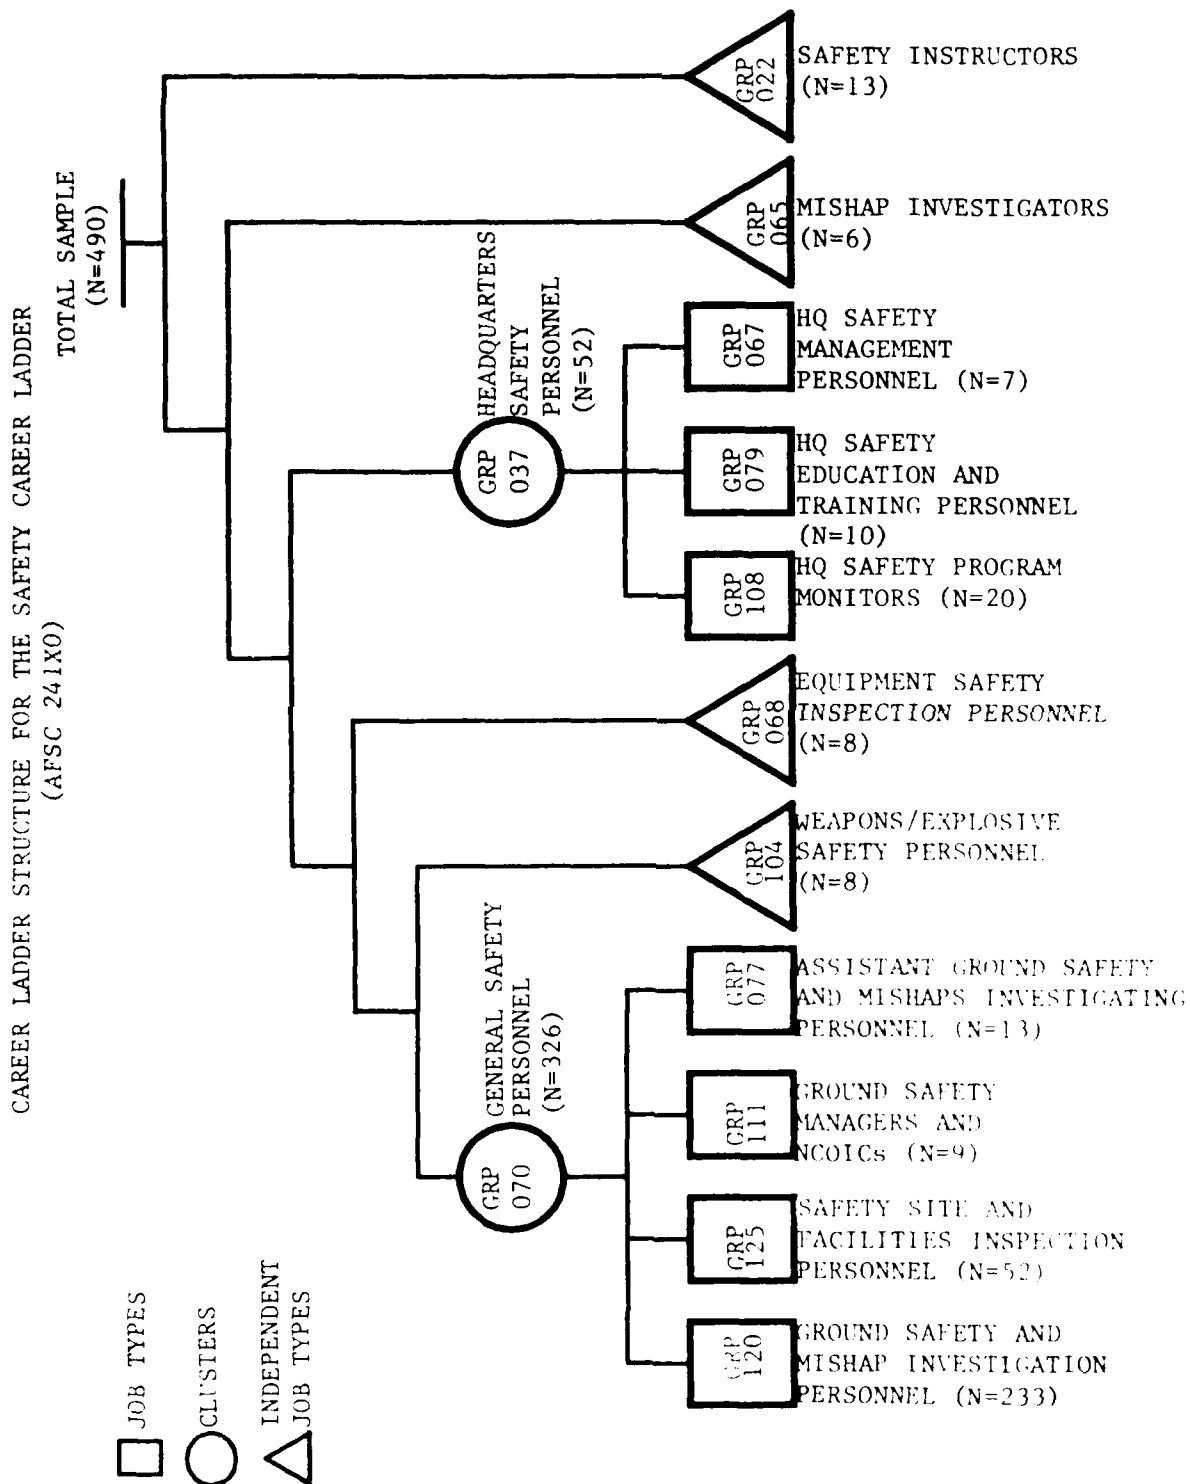 CAREER LADDER STRUCTURE FOR THE SAFETY CAREER LADDER
(AFSC 241X0)
TOTAL SAMPLE
(N=490)
JOB TYPES
CLUSTERS
INDEPENDENT
JOB TYPES
GENERAL SAFETY
PERSONNEL
(N=326)
GRP
070
HEADQUARTERS
SAFETY
PERSONNEL
(N=52)
GRP
037
GRP
120
GROUND SAFETY AND
MISHAP INVESTIGATION
PERSONNEL (N=233)
GRP
125
SAFETY SITE AND
FACILITIES INSPECTION
PERSONNEL (N=52)
GRP
111
GROUND SAFETY
MANAGERS AND
NCOICs (N=9)
GRP
077
ASSISTANT GROUND SAFETY
AND MISHAPS INVESTIGATING
PERSONNEL (N=13)
GRP
104
WEAPONS/EXPLOSIVE
SAFETY PERSONNEL
(N=8)
GRP
068
EQUIPMENT SAFETY
INSPECTION PERSONNEL
(N=8)
GRP
108
HQ SAFETY PROGRAM
MONITORS (N=20)
GRP
079
HQ SAFETY
EDUCATION AND
TRAINING PERSONNEL
(N=10)
GRP
067
HQ SAFETY
MANAGEMENT
PERSONNEL (N=7)
GRP
065
MISHAP INVESTIGATORS
(N=6)
GRP
022
SAFETY INSTRUCTORS
(N=13)